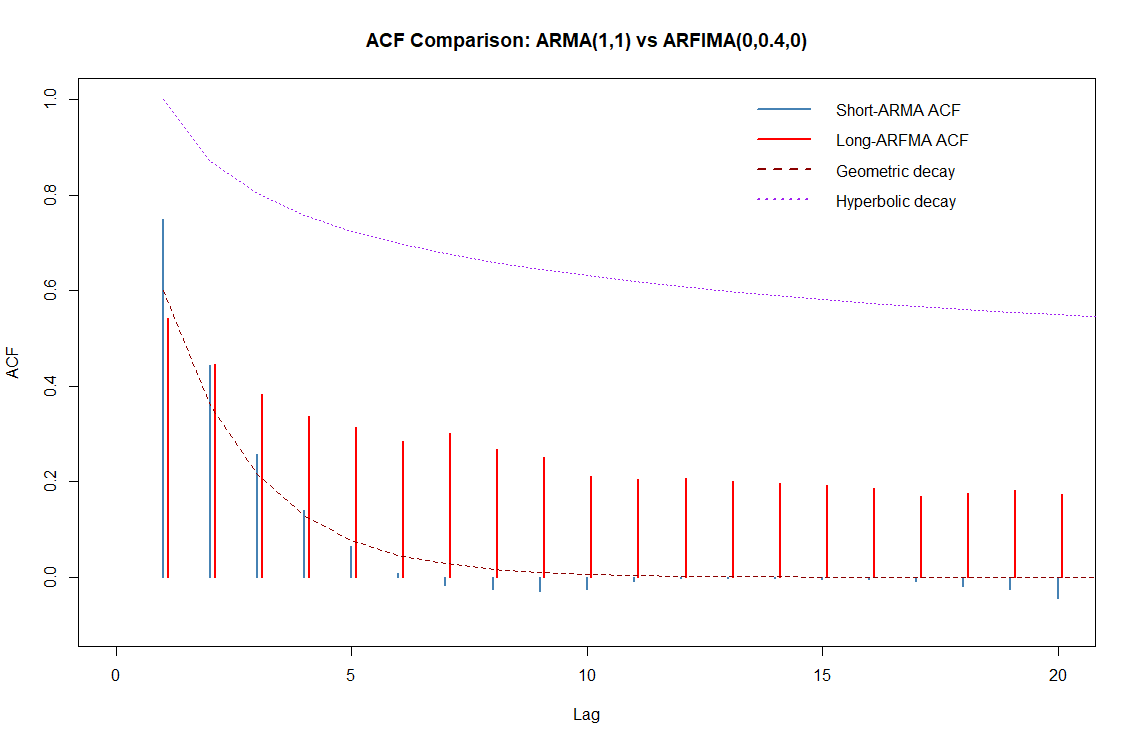 ACF Comparison: ARMA(1,1) vs ARFIMA(0,0.4,0)
Short-ARMA ACF
Long-ARFMA ACF
Geometric decay
Hyperbolic decay
ACF
1.0
0.8
0.6
0.4
0.2
0.0
0 5 10 15 20
Lag